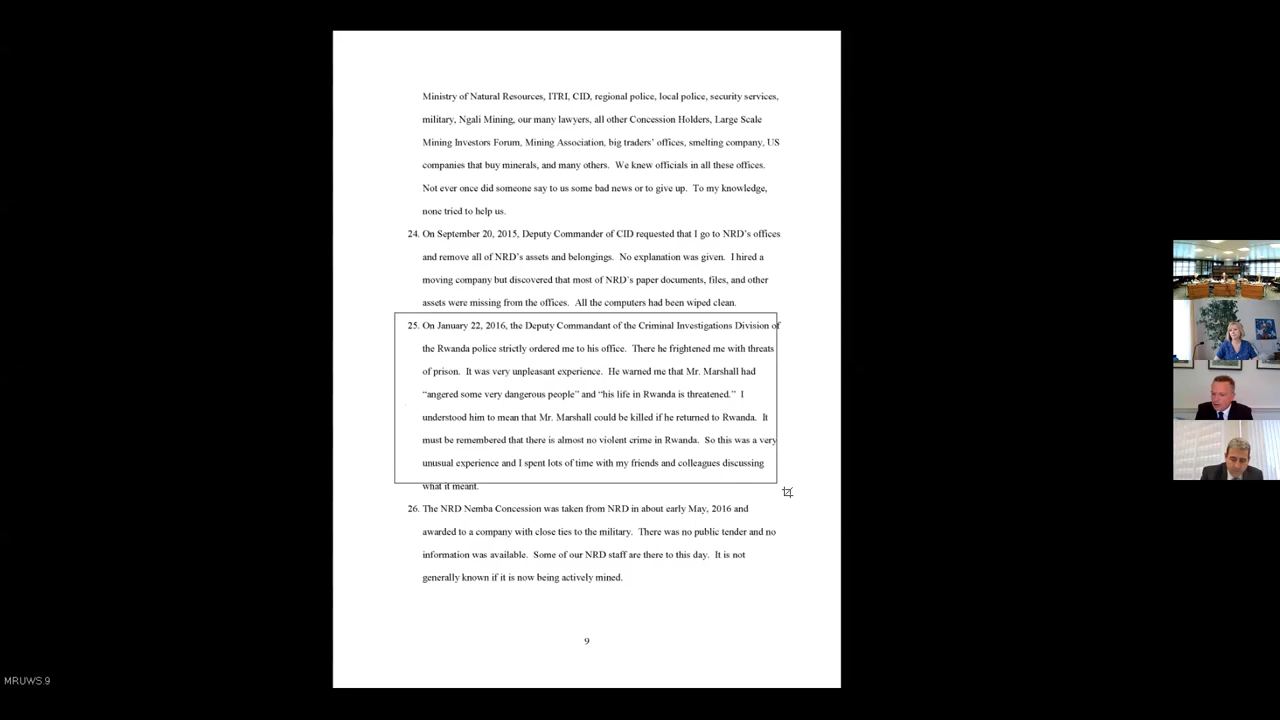 Ministry of Natural Resources, ITRI, CID, regional police, local police, security services,
military, Ngali Mining, our many lawyers, all other Concession Holders, Large Scale
Mining Investors Forum, Mining Association, big traders’ offices, smelting company, US
companies that buy minerals, and many others.  We knew officials in all these offices.
Not ever once did someone say to us some bad news or to give up.  To my knowledge,
none tried to help us.
24. On September 20, 2015, Deputy Commander of CID requested that I go to NRD’s offices
and remove all of NRD’s assets and belongings.  No explanation was given.  I hired a
moving company but discovered that most of NRD’s paper documents, files, and other
assets were missing from the offices.  All the computers had been wiped clean.
25. On January 22, 2016, the Deputy Commandant of the Criminal Investigations Division of
the Rwanda police strictly ordered me to his office.  There he frightened me with threats
of prison.  It was very unpleasant experience.  He warned me that Mr. Marshall had
“angered some very dangerous people” and “his life in Rwanda is threatened.”  I
understood him to mean that Mr. Marshall could be killed if he returned to Rwanda.  It
must be remembered that there is almost no violent crime in Rwanda.  So this was a very
unusual experience and I spent lots of time with my friends and colleagues discussing
what it meant.
26. The NRD Nemba Concession was taken from NRD in about early May, 2016 and
awarded to a company with close ties to the military.  There was no public tender and no
information was available.  Some of our NRD staff are there to this day.  It is not
generally known if it is now being actively mined.
9
MRUWS.9